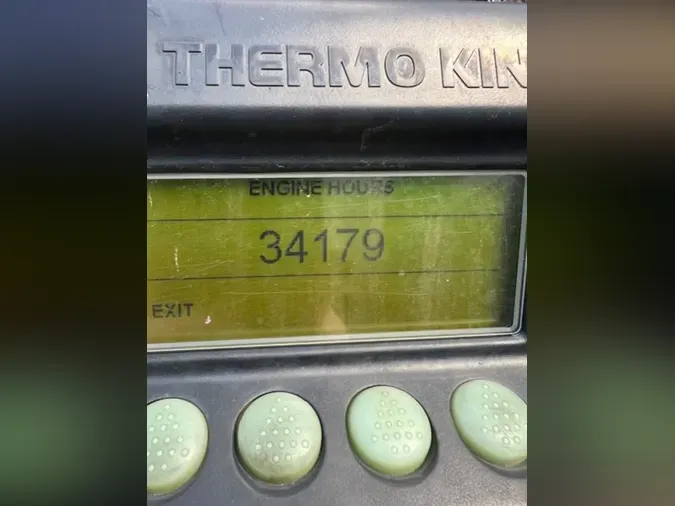 THERMO KIN
ENGINE HOURS
34179
EXIT